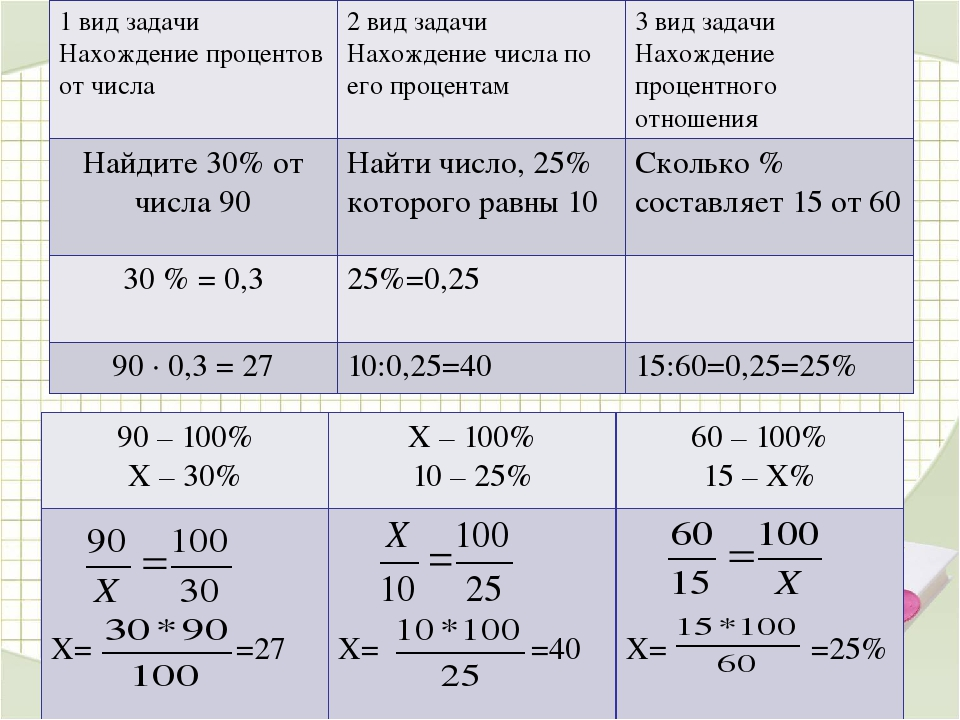 1 вид задачи
Нахождение процентов
от числа
2 вид задачи
Нахождение числа по
его процентам
3 вид задачи
Нахождение
процентного
отношения
Найдите 30% от
числа 90
Найти число, 25%
которого равны 10
Сколько %
составляет 15 от 60
30 % = 0,3
25%=0,25
90 · 0,3 = 27
10:0,25=40
15:60=0,25=25%
90 – 100%
Х – 30%
Х – 100%
10 – 25%
60 – 100%
15 – Х%
90/X = 100/30
Х= 30*90/100 =27
X/10 = 100/25
Х= 10*100/25 =40
60/15 = 100/X
Х= 15*100/60 =25%